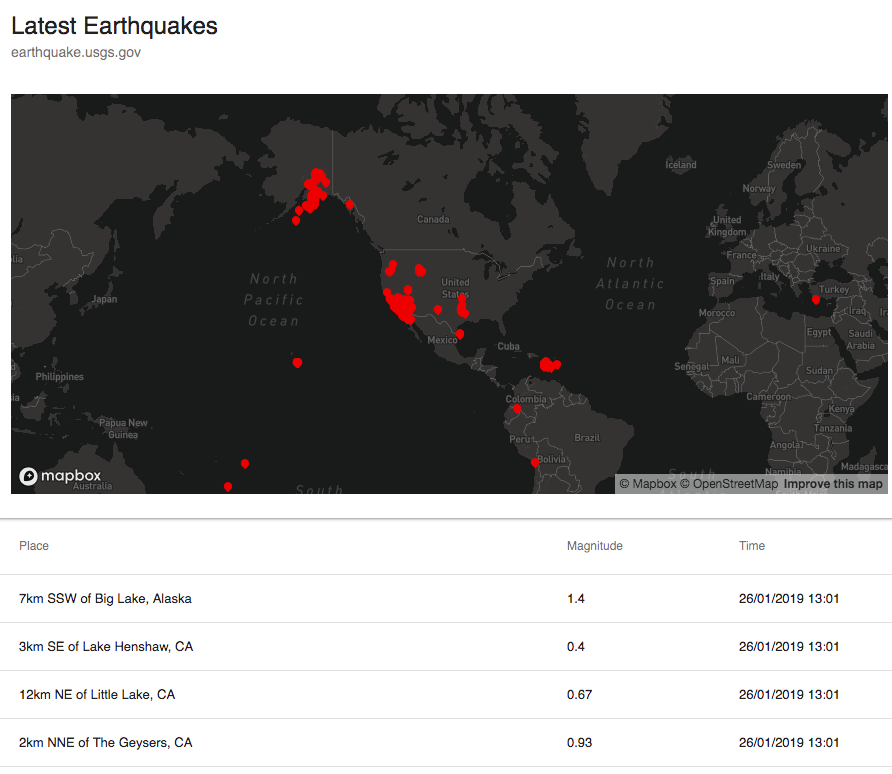 Latest Earthquakes
earthquake.usgs.gov
Iceland
Sweden
Norway
Canada
United
Kingdom
Ukraine
France
North
Pacific
Ocean
North
Atlantic
Ocean
United
States
Italy
Spain
Turkey
Japan
Morocco
Iraq
Egypt
Saudi
Arabia
Mexico
Cuba
Mali
Senegal
Sudan
Philippines
Colombia
Cameroon
Kenya
Papua New
Guinea
Tanzania
Peru
Brazil
Angola
Bolivia
Namibia
Madagasca
mapbox
Australia
South
South
© Mapbox © OpenStreetMap Improve this map
Place Magnitude Time
7km SSW of Big Lake, Alaska 1.4 26/01/2019 13:01
3km SE of Lake Henshaw, CA 0.4 26/01/2019 13:01
12km NE of Little Lake, CA 0.67 26/01/2019 13:01
2km NNE of The Geysers, CA 0.93 26/01/2019 13:01